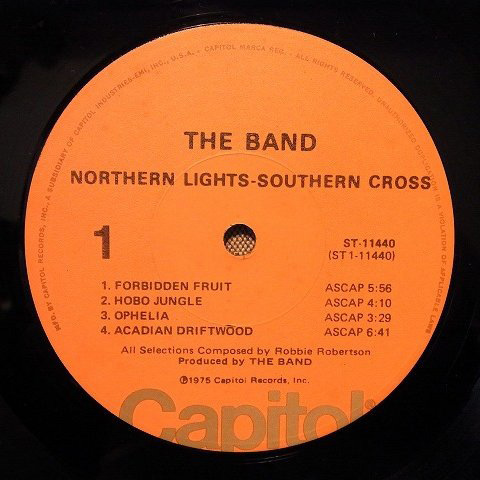 MFG. BY CAPITOL RECORDS, INC., A SUBSIDIARY OF CAPITOL INDUSTRIES-EMI, INC., U.S.A. • CAPITOL MARCA REG. • ALL RIGHTS RESERVED. UNAUTHORIZED DUPLICATION IS A VIOLATION OF APPLICABLE LAWS
THE BAND
NORTHERN LIGHTS-SOUTHERN CROSS
1
ST-11440
(ST 1-11440)
1. FORBIDDEN FRUIT ASCAP 5:56
2. HOBO JUNGLE ASCAP 4:10
3. OPHELIA ASCAP 3:29
4. ACADIAN DRIFTWOOD ASCAP 6:41
All Selections Composed by Robbie Robertson
Produced by THE BAND
℗1975 Capitol Records, Inc.
Capitol